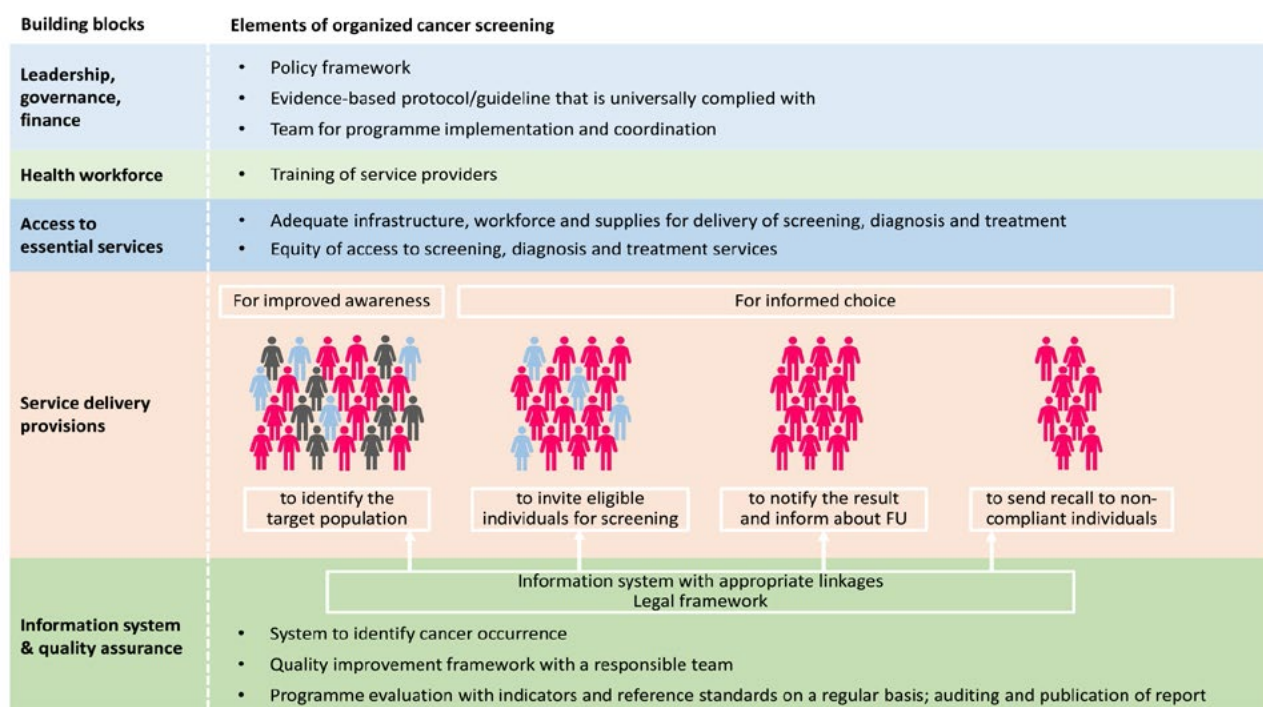 Building blocks
Elements of organized cancer screening
Leadership,
governance,
finance
• Policy framework
• Evidence-based protocol/guideline that is universally complied with
• Team for programme implementation and coordination
Health workforce
• Training of service providers
Access to
essential services
• Adequate infrastructure, workforce and supplies for delivery of screening, diagnosis and treatment
• Equity of access to screening, diagnosis and treatment services
Service delivery
provisions
For improved awareness
For informed choice
to identify the
target population
to invite eligible
individuals for screening
to notify the result
and inform about FU
to send recall to non-
compliant individuals
Information system
& quality assurance
Information system with appropriate linkages
Legal framework
• System to identify cancer occurrence
• Quality improvement framework with a responsible team
• Programme evaluation with indicators and reference standards on a regular basis; auditing and publication of report